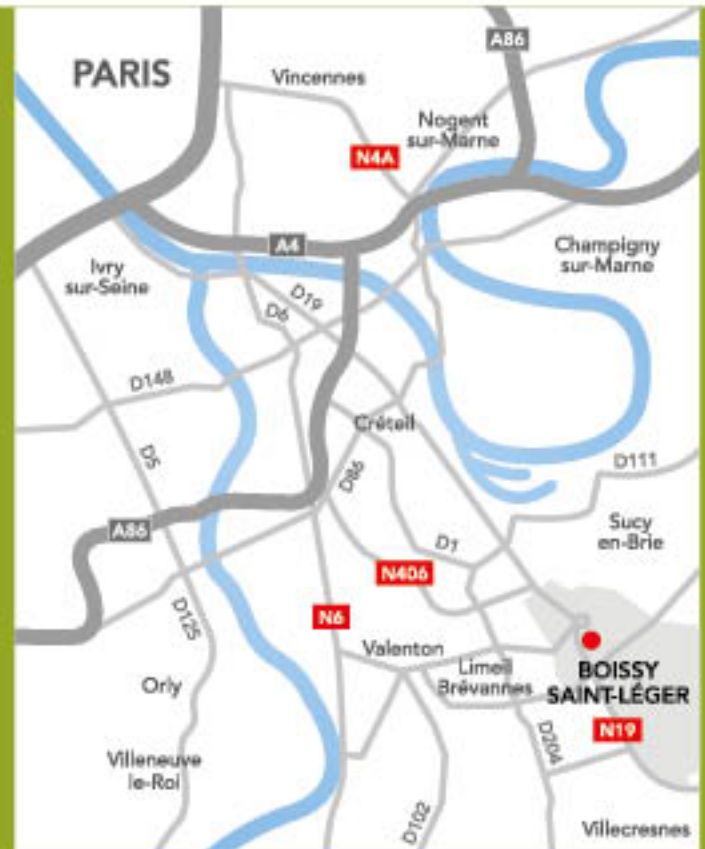 A86
PARIS
Vincennes
Nogent
sur-Marne
N4A
A4
Champigny
sur-Marne
Ivry
sur-Seine
D19
D6
D148
Créteil
D5
D86
D111
A86
Sucy
en-Brie
D1
N406
N6
D125
Valenton
Limeil
Brévannes
BOISSY
SAINT-LÉGER
Orly
N19
D204
Villeneuve
le-Roi
D102
Villecresnes